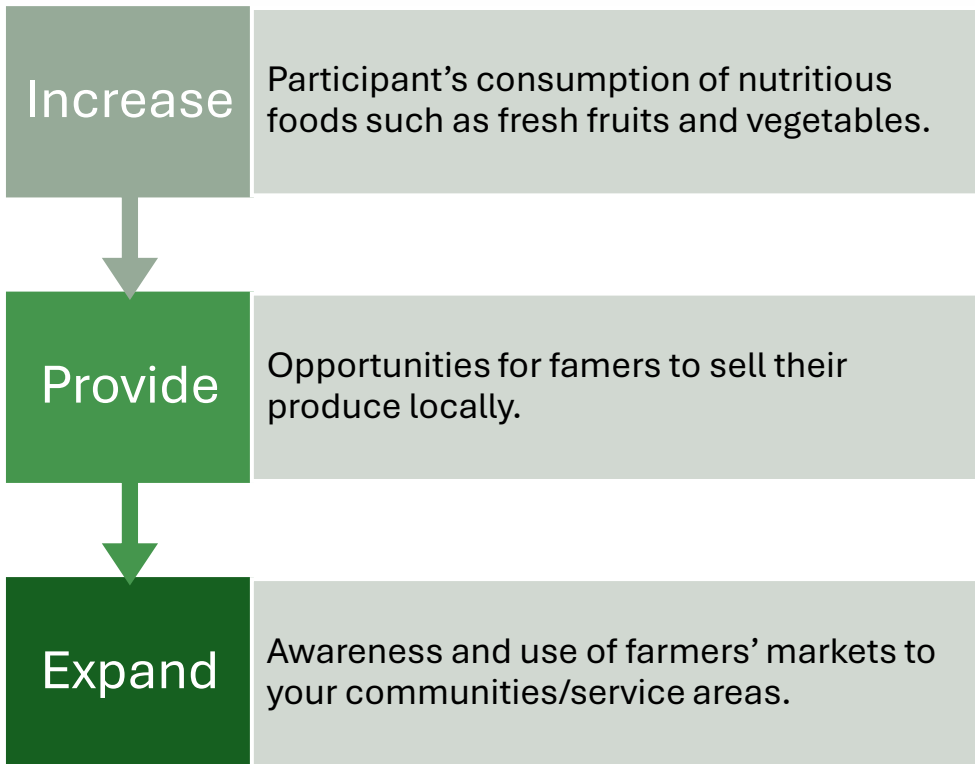 Increase
Participant’s consumption of nutritious
foods such as fresh fruits and vegetables.
Provide
Opportunities for famers to sell their
produce locally.
Expand
Awareness and use of farmers’ markets to
your communities/service areas.